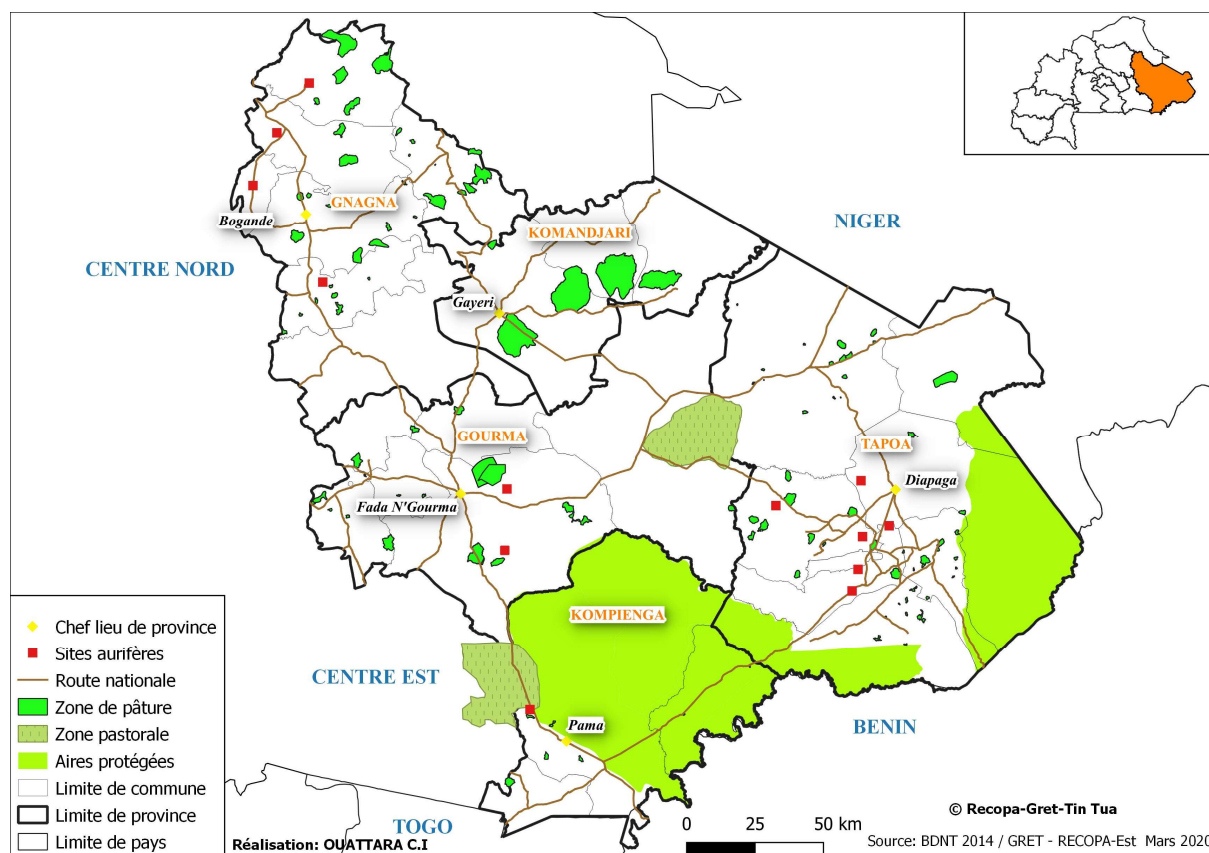 NIGER
GNAGNA
Bogande
KOMANDJARI
CENTRE NORD
Gayeri
GOURMA
TAPOA
Fada N'Gourma
Diapaga
KOMPIENGA
CENTRE EST
Pama
BENIN
TOGO
Chef lieu de province
Sites aurifères
Route nationale
Zone de pâture
Zone pastorale
Aires protégées
Limite de commune
Limite de province
Limite de pays
Réalisation: OUATTARA C.I
0 25 50 km
© Recopa-Gret-Tin Tua
Source: BDNT 2014 / GRET - RECOPA-Est Mars 2020